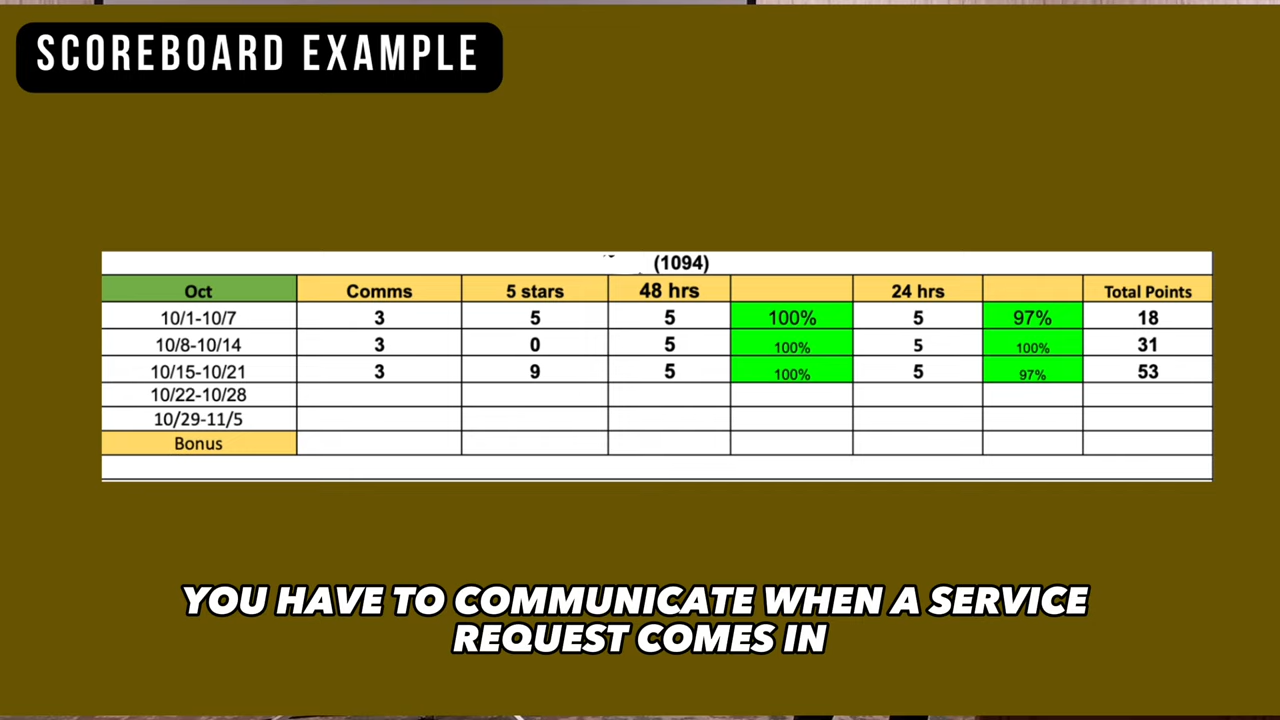 SCOREBOARD EXAMPLE
(1094)
Oct Comms 5 stars 48 hrs 24 hrs Total Points
10/1-10/7 3 5 5 100% 5 97% 18
10/8-10/14 3 0 5 100% 5 100% 31
10/15-10/21 3 9 5 100% 5 97% 53
10/22-10/28
10/29-11/5
Bonus
YOU HAVE TO COMMUNICATE WHEN A SERVICE
REQUEST COMES IN